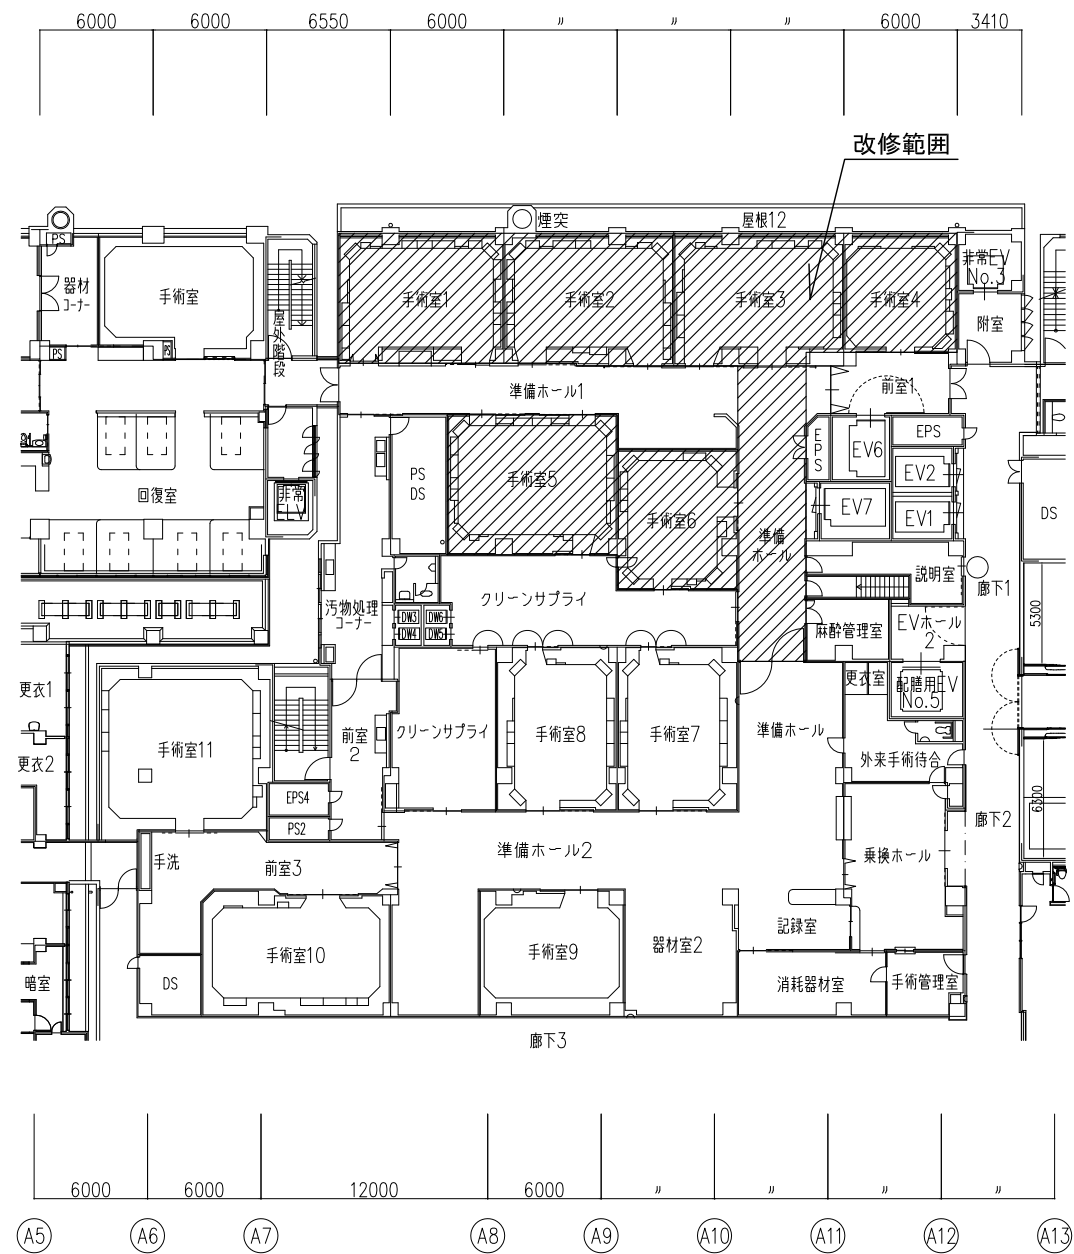 6000 6000 6550 6000 〃 〃 〃 6000 3410
改修範囲
煙突 屋根12
PS
非常EV
No.3
器材
コーナー
手術室
手術室1 手術室2 手術室3 手術室4
屋外階段
附室
PS PS
準備ホール1
前室1
EPS
EV6
EPS
PS
DS
手術室5
EV2
回復室
非常
EV
手術室6
EV7
EV1
DS
準備
ホール
説明室
廊下1
クリーンサプライ
汚物処理
コーナー
DW3 DW6
DW4 DW5
麻酔管理室
EVホール
2
5300
更衣1
更衣室
配膳用EV
No.5
手術室11
前室
2
クリーンサプライ
手術室8
手術室7
準備ホール
更衣2
外来手術待合
EPS4
6300
PS2
廊下2
手洗
前室3
準備ホール2
乗換ホール
記録室
手術室10
手術室9
器材室2
暗室
DS
消耗器材室
手術管理室
廊下3
6000 6000 12000 6000 〃 〃 〃 〃
A5 A6 A7 A8 A9 A10 A11 A12 A13